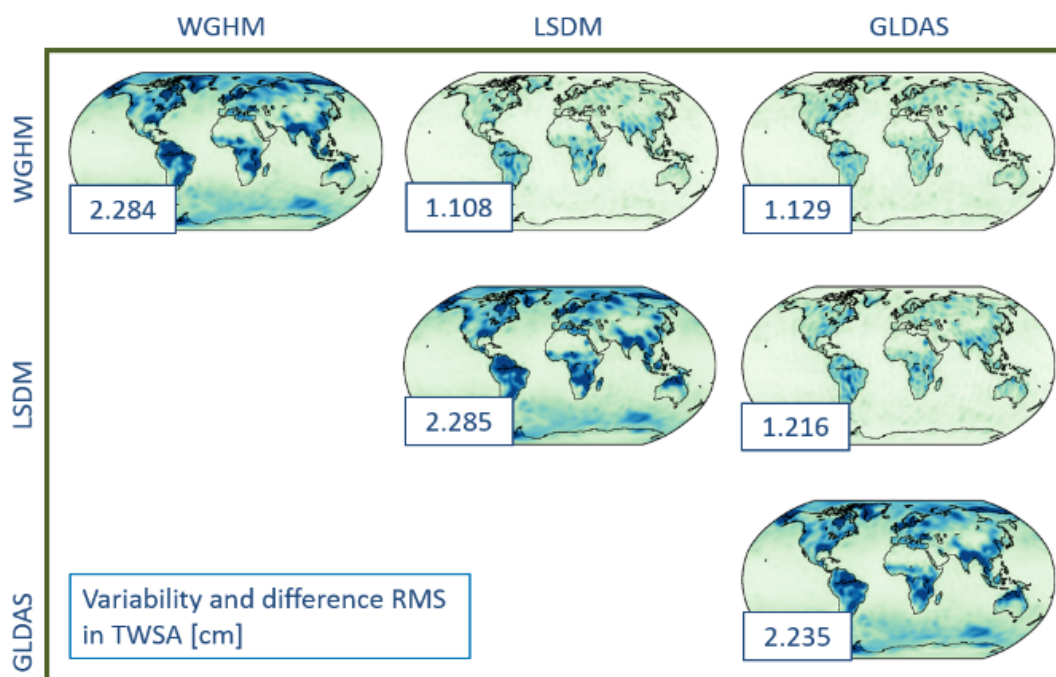 WGHM LSDM GLDAS
WGHM
2.284 1.108 1.129
LSDM
2.285 1.216
GLDAS
2.235
Variability and difference RMS
in TWSA [cm]